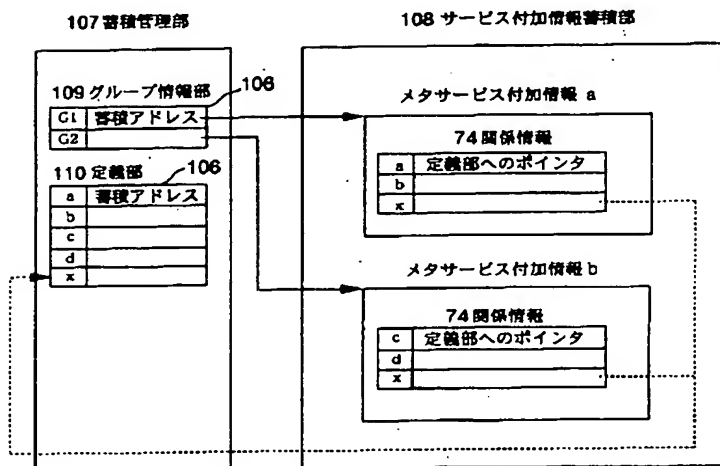 107 蓄積管理部
108 サービス付加情報蓄積部
109 グループ情報部
106
G1 蓄積アドレス
G2
110 定義部
106
a 蓄積アドレス
b
c
d
x
メタサービス付加情報 a
74 関係情報
a 定義部へのポインタ
b
x
メタサービス付加情報 b
74 関係情報
c 定義部へのポインタ
d
x